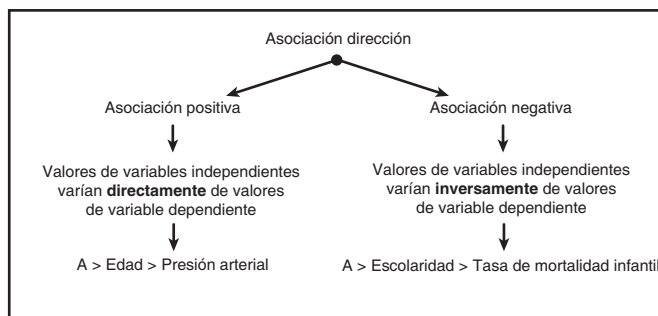 Asociación dirección
Asociación positiva
Valores de variables independientes
varían directamente de valores
de variable dependiente
A > Edad > Presión arterial
Asociación negativa
Valores de variables independientes
varían inversamente de valores
de variable dependiente
A > Escolaridad > Tasa de mortalidad infantil